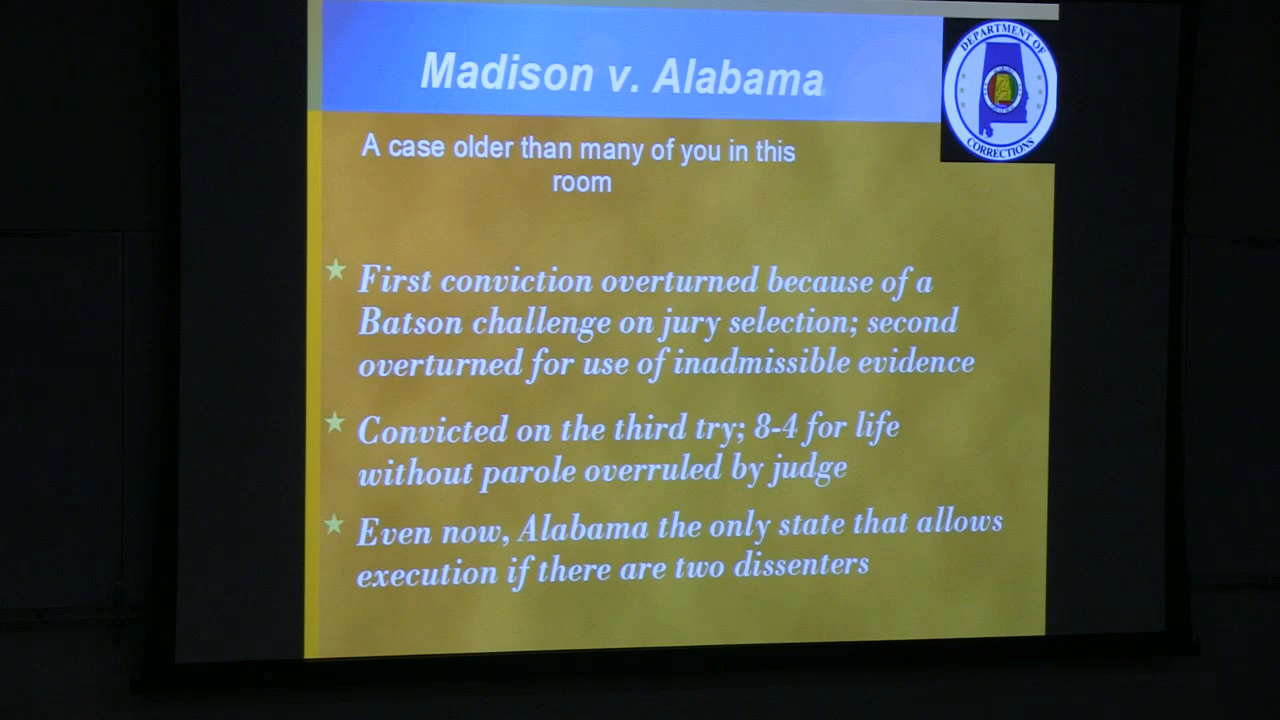 Madison v. Alabama
DEPARTMENT OF
CORRECTIONS
A case older than many of you in this
room
First conviction overturned because of a
Batson challenge on jury selection; second
overturned for use of inadmissible evidence
Convicted on the third try; 8-4 for life
without parole overruled by judge
Even now, Alabama the only state that allows
execution if there are two dissenters